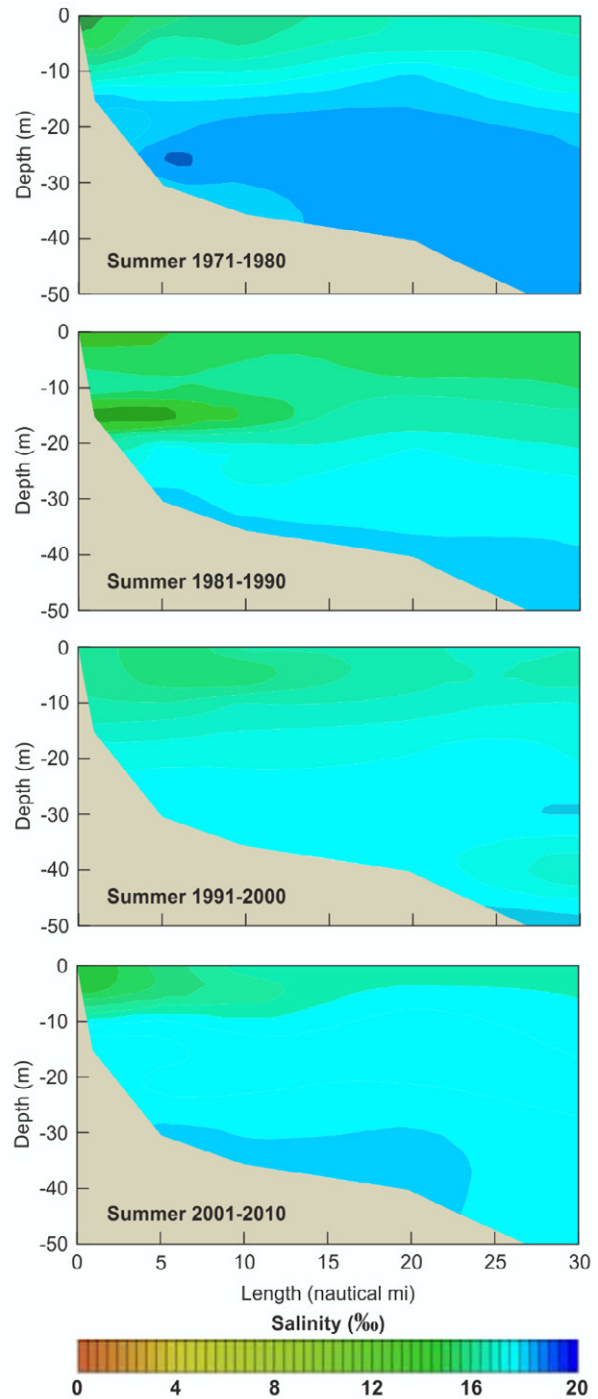 0
-10
-20
-30
-40
-50
Depth (m)
Summer 1971-1980
0
-10
-20
-30
-40
-50
Depth (m)
Summer 1981-1990
0
-10
-20
-30
-40
-50
Depth (m)
Summer 1991-2000
0
-10
-20
-30
-40
-50
Depth (m)
Summer 2001-2010
0 5 10 15 20 25 30
Length (nautical mi)
Salinity (‰)
0 4 8 12 16 20